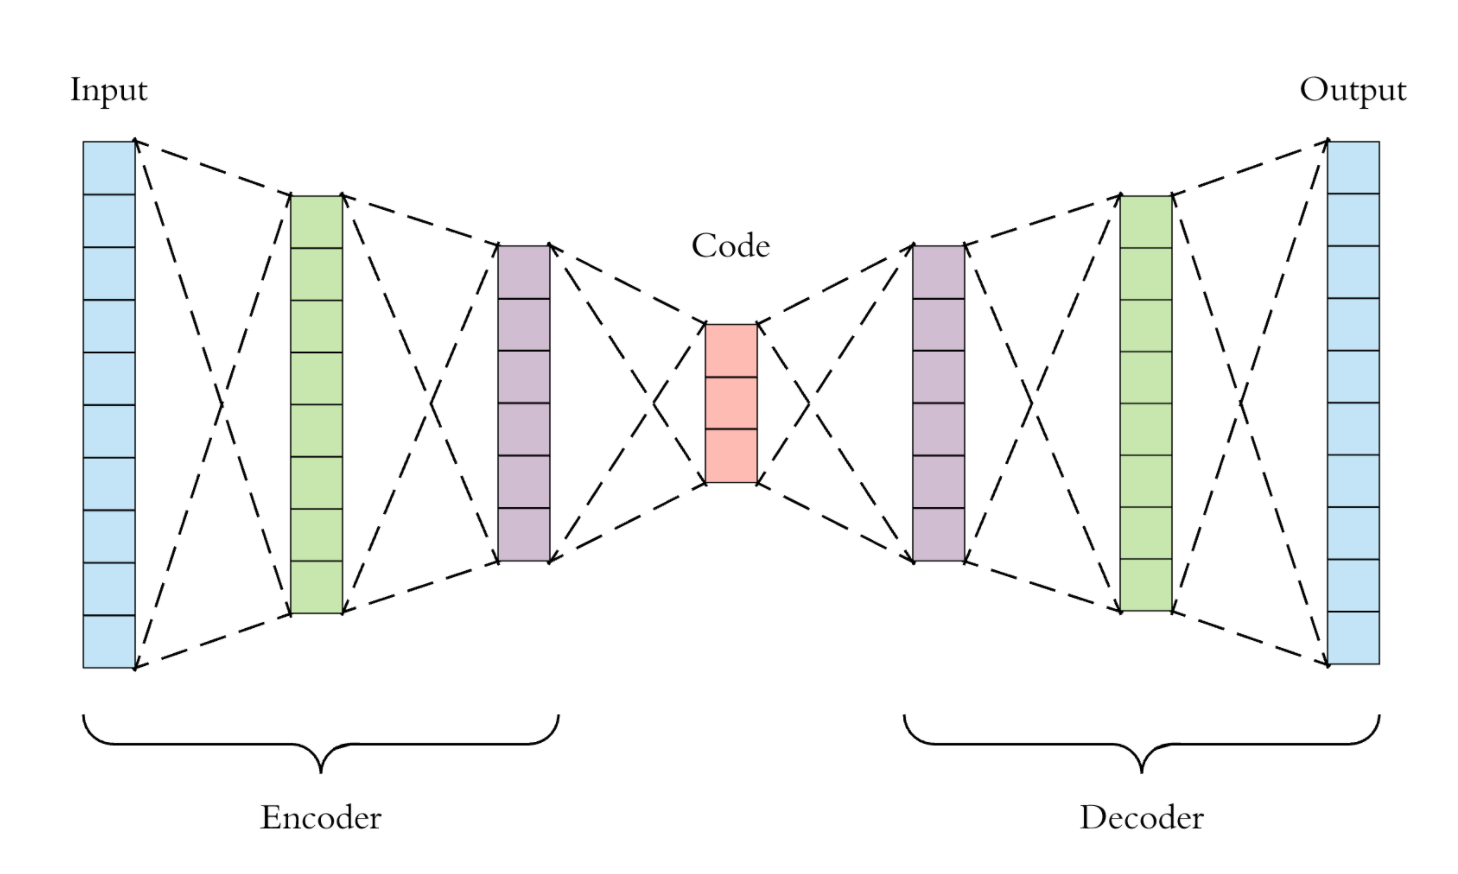 Input
Output
Code
Encoder
Decoder